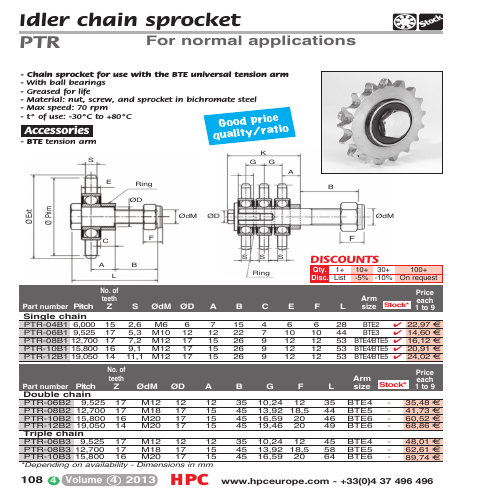 Idler chain sprocket
Stock*
PTR For normal applications
- Chain sprocket for use with the BTE universal tension arm
- With ball bearings
- Greased for life
- Material: nut, screw, and sprocket in bichromate steel
- Max speed: 70 rpm
- t° of use: -30°C to +80°C
Good price
quality/ratio
Accessories
- BTE tension arm
S
E
Ring
ØD
Ø Ext
Ø Prim
ØdM
C
F
A B
L
K
G G
A
B
ØD
ØdM
F
S S S
Ring
DISCOUNTS
Qty. 1+ 10+ 30+ 100+
Disc. List -5% -10% On request
Part number Pitch No. of teeth Z S ØdM ØD A B C E F L Arm size Stock* Price each 1 to 9
Single chain
PTR-04B1 6,000 15 2,6 M6 6 7 15 4 6 6 28 BTE2 ✔ 22,97 €
PTR-06B1 9,525 17 5,3 M10 12 12 22 7 10 10 44 BTE3 ✔ 14,60 €
PTR-08B1 12,700 17 7,2 M12 17 15 26 9 12 12 53 BTE4/BTE5 ✔ 16,12 €
PTR-10B1 15,800 16 9,1 M12 17 15 26 9 12 12 53 BTE4/BTE5 ✔ 20,91 €
PTR-12B1 19,050 14 11,1 M12 17 15 26 9 12 12 53 BTE4/BTE5 ✔ 24,02 €
Part number Pitch No. of teeth Z S ØdM ØD A B G F L Arm size Stock* Price each 1 to 9
Double chain
PTR-06B2 9,525 17 M12 12 12 35 10,24 12 35 BTE4 - 35,48 €
PTR-08B2 12,700 17 M18 17 15 45 13,92 18,5 44 BTE5 - 41,73 €
PTR-10B2 15,800 16 M20 17 15 45 16,59 20 46 BTE6 - 60,52 €
PTR-12B2 19,050 14 M20 17 15 45 19,46 20 49 BTE6 - 68,86 €
Triple chain
PTR-06B3 9,525 17 M12 12 12 35 10,24 12 45 BTE4 - 48,01 €
PTR-08B3 12,700 17 M18 17 15 45 13,92 18,5 58 BTE5 - 62,61 €
PTR-10B3 15,800 16 M20 17 15 45 16,59 20 64 BTE6 - 89,74 €
*Depending on availability - Dimensions in mm
108 4 Volume 4 2013 HPC www.hpceurope.com - +33(0)4 37 496 496